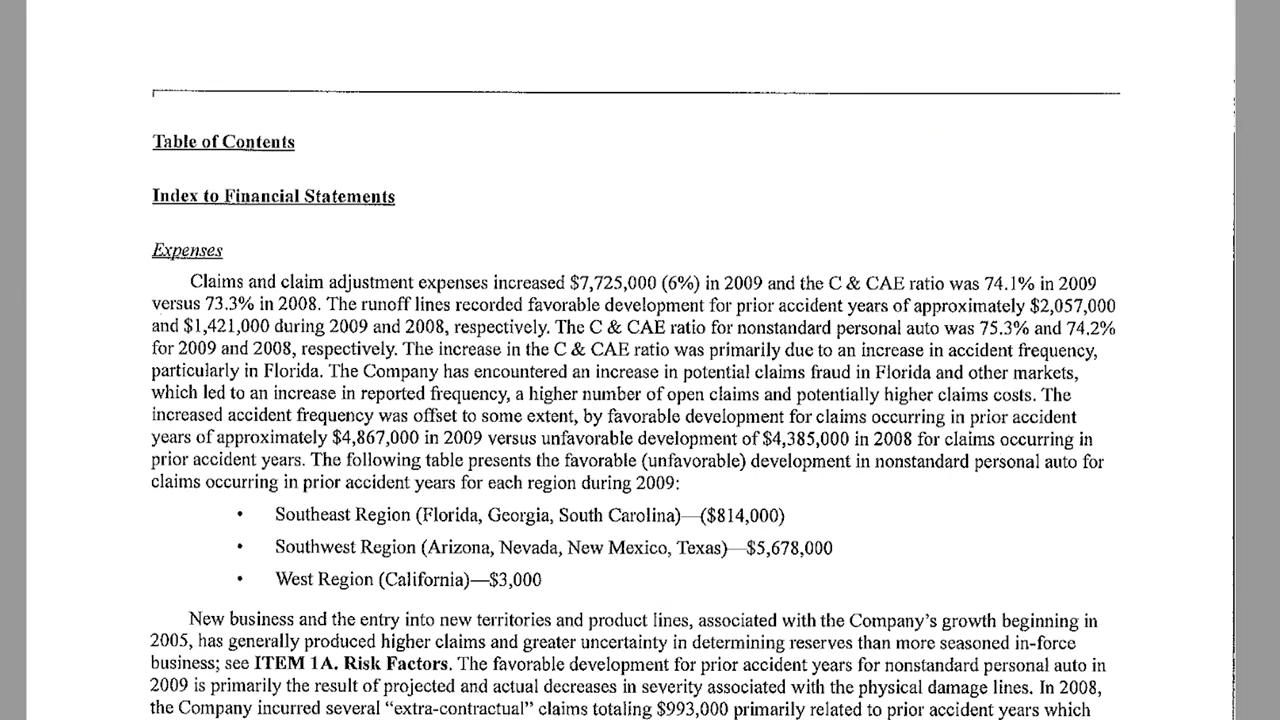 Table of Contents
Index to Financial Statements
Expenses
Claims and claim adjustment expenses increased $7,725,000 (6%) in 2009 and the C & CAE ratio was 74.1% in 2009
versus 73.3% in 2008. The runoff lines recorded favorable development for prior accident years of approximately $2,057,000
and $1,421,000 during 2009 and 2008, respectively. The C & CAE ratio for nonstandard personal auto was 75.3% and 74.2%
for 2009 and 2008, respectively. The increase in the C & CAE ratio was primarily due to an increase in accident frequency,
particularly in Florida. The Company has encountered an increase in potential claims fraud in Florida and other markets,
which led to an increase in reported frequency, a higher number of open claims and potentially higher claims costs. The
increased accident frequency was offset to some extent, by favorable development for claims occurring in prior accident
years of approximately $4,867,000 in 2009 versus unfavorable development of $4,385,000 in 2008 for claims occurring in
prior accident years. The following table presents the favorable (unfavorable) development in nonstandard personal auto for
claims occurring in prior accident years for each region during 2009:
• Southeast Region (Florida, Georgia, South Carolina)—($814,000)
• Southwest Region (Arizona, Nevada, New Mexico, Texas)—$5,678,000
• West Region (California)—$3,000
New business and the entry into new territories and product lines, associated with the Company's growth beginning in
2005, has generally produced higher claims and greater uncertainty in determining reserves than more seasoned in-force
business; see ITEM 1A. Risk Factors. The favorable development for prior accident years for nonstandard personal auto in
2009 is primarily the result of projected and actual decreases in severity associated with the physical damage lines. In 2008,
the Company incurred several “extra-contractual” claims totaling $993,000 primarily related to prior accident years which